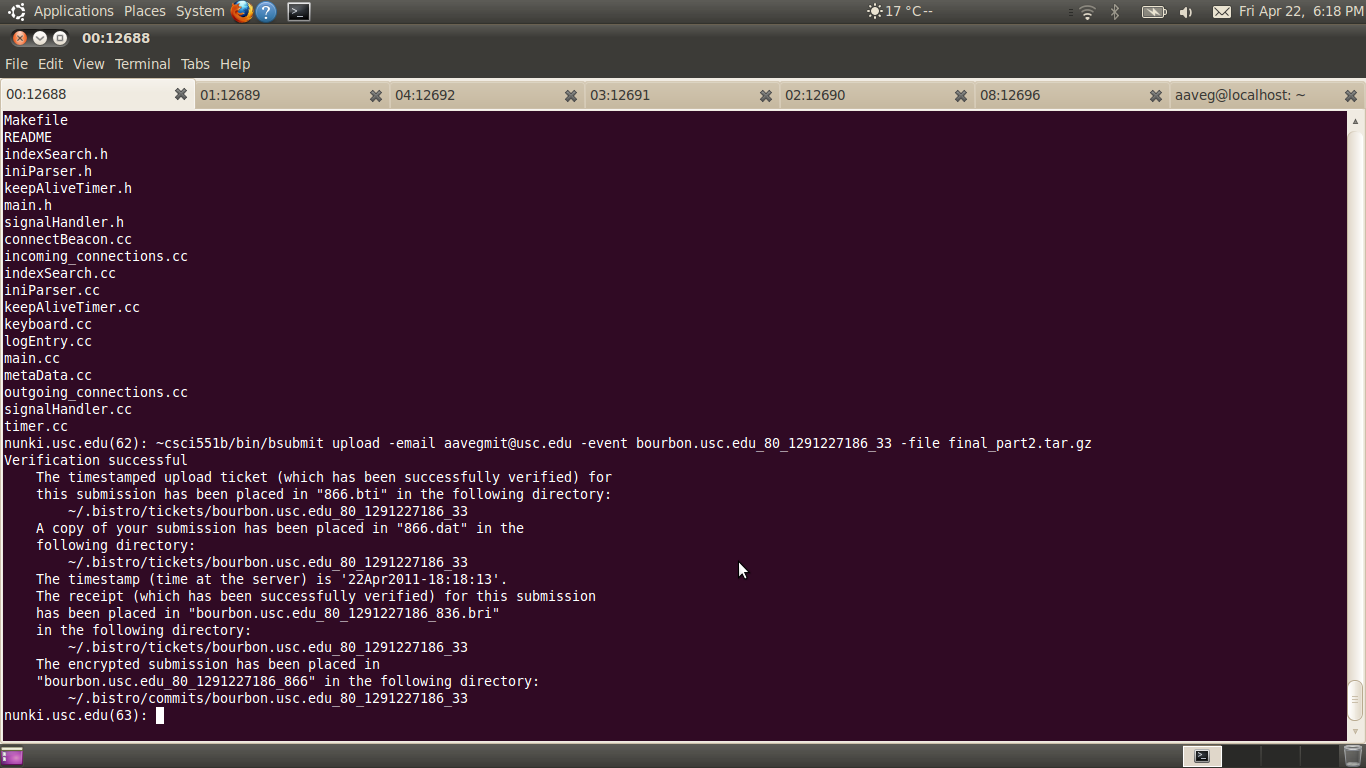 Applications Places System 17 °C-- Fri Apr 22, 6:18 PM
00:12688
File Edit View Terminal Tabs Help
00:12688 01:12689 04:12692 03:12691 02:12690 08:12696 aaveg@localhost: ~
Makefile
README
indexSearch.h
iniParser.h
keepAliveTimer.h
main.h
signalHandler.h
connectBeacon.cc
incoming_connections.cc
indexSearch.cc
iniParser.cc
keepAliveTimer.cc
keyboard.cc
logEntry.cc
main.cc
metaData.cc
outgoing_connections.cc
signalHandler.cc
timer.cc
nunki.usc.edu(62): ~csci551b/bin/bsubmit upload -email aavegmit@usc.edu -event bourbon.usc.edu_80_1291227186_33 -file final_part2.tar.gz
Verification successful
The timestamped upload ticket (which has been successfully verified) for
this submission has been placed in "866.bti" in the following directory:
~/.bistro/tickets/bourbon.usc.edu_80_1291227186_33
A copy of your submission has been placed in "866.dat" in the
following directory:
~/.bistro/tickets/bourbon.usc.edu_80_1291227186_33
The timestamp (time at the server) is '22Apr2011-18:18:13'.
The receipt (which has been successfully verified) for this submission
has been placed in "bourbon.usc.edu_80_1291227186_836.bri"
in the following directory:
~/.bistro/tickets/bourbon.usc.edu_80_1291227186_33
The encrypted submission has been placed in
"bourbon.usc.edu_80_1291227186_866" in the following directory:
~/.bistro/commits/bourbon.usc.edu_80_1291227186_33
nunki.usc.edu(63):